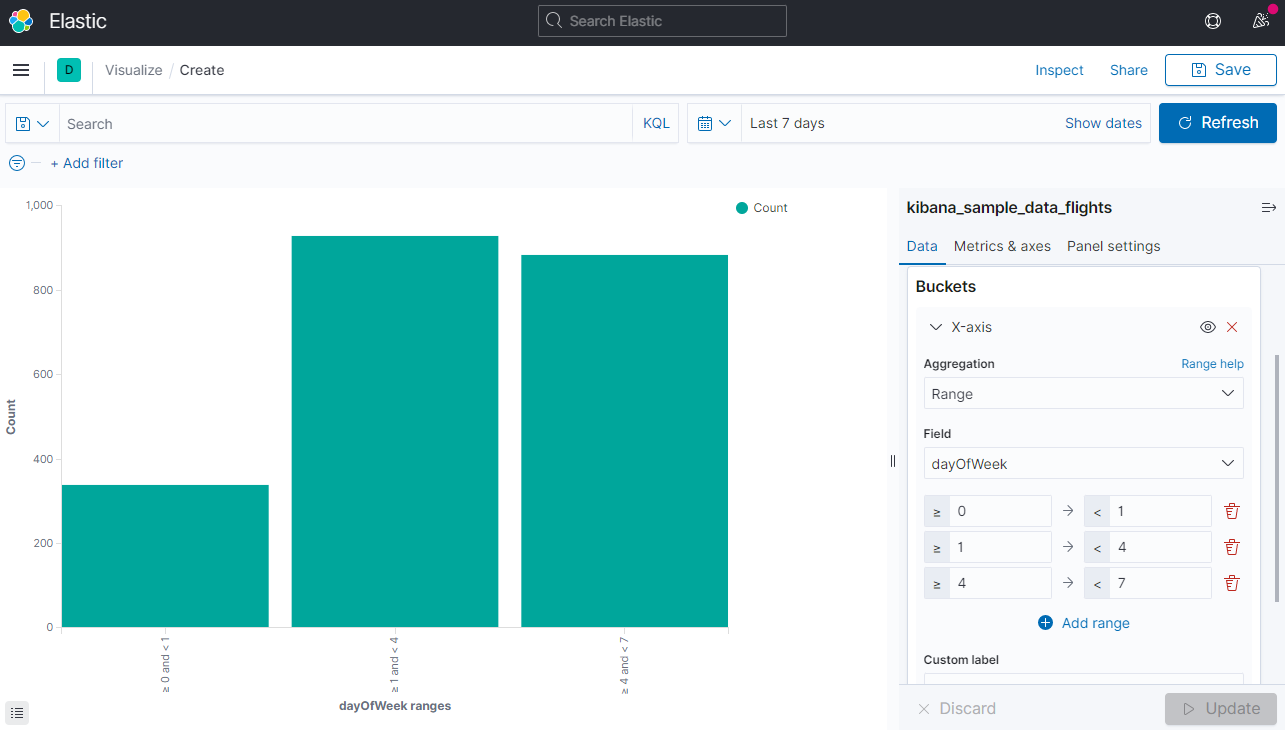 Elastic
Search Elastic
D
Visualize / Create
Inspect
Share
Save
Search
KQL
Last 7 days
Show dates
Refresh
+ Add filter
1,000
800
600
400
200
0
Count
≥ 0 and < 1
≥ 1 and < 4
≥ 4 and < 7
dayOfWeek ranges
Count
kibana_sample_data_flights
Data
Metrics & axes
Panel settings
Buckets
X-axis
Aggregation
Range help
Range
Field
dayOfWeek
≥ 0 → < 1
≥ 1 → < 4
≥ 4 → < 7
Add range
Custom label
Discard
Update